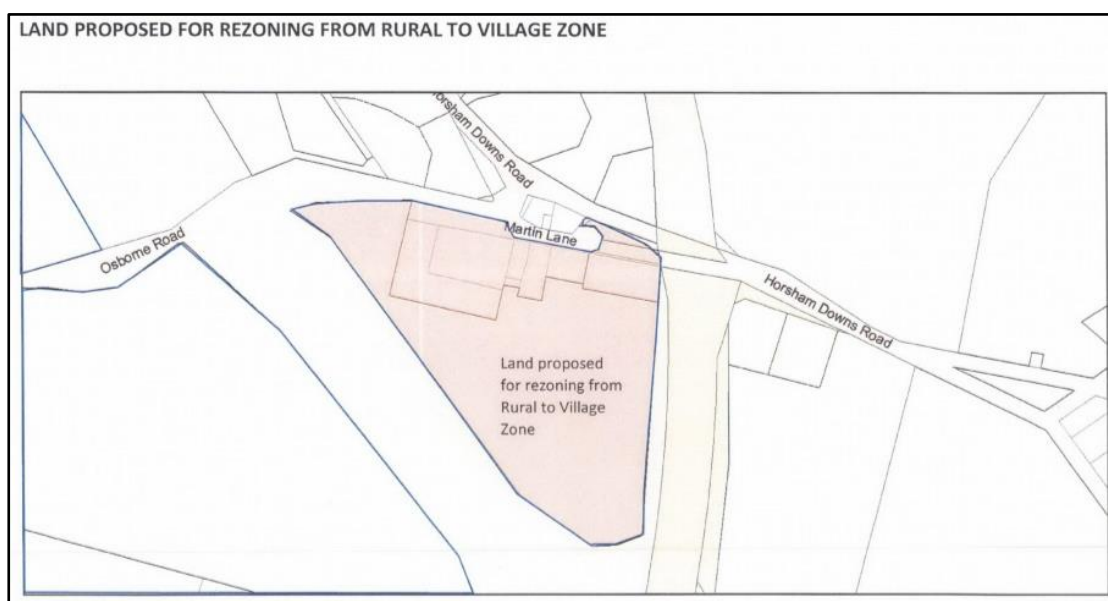 LAND PROPOSED FOR REZONING FROM RURAL TO VILLAGE ZONE
Horsham Downs Road
Martin Lane
Osborne Road
Horsham Downs Road
Land proposed
for rezoning from
Rural to Village
Zone